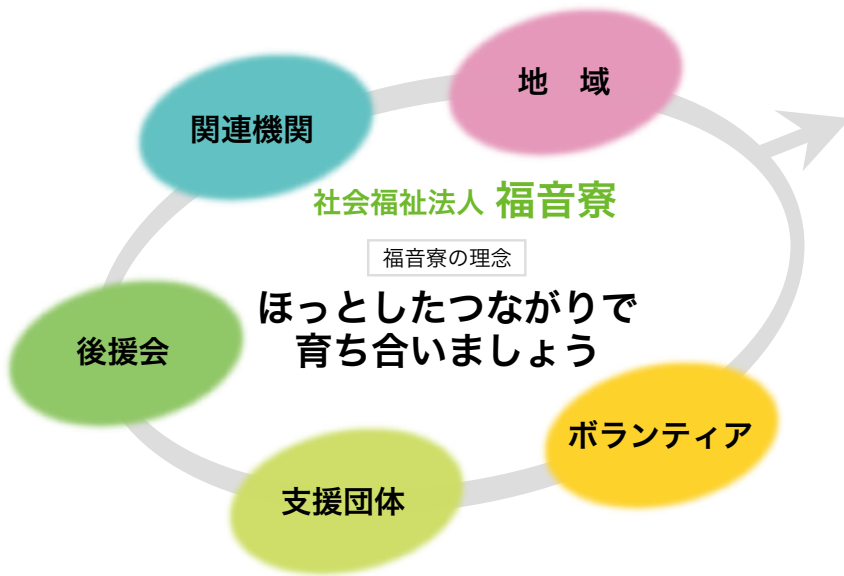 地　域
関連機関
社会福祉法人 福音寮
福音寮の理念
ほっとしたつながりで
育ち合いましょう
後援会
ボランティア
支援団体